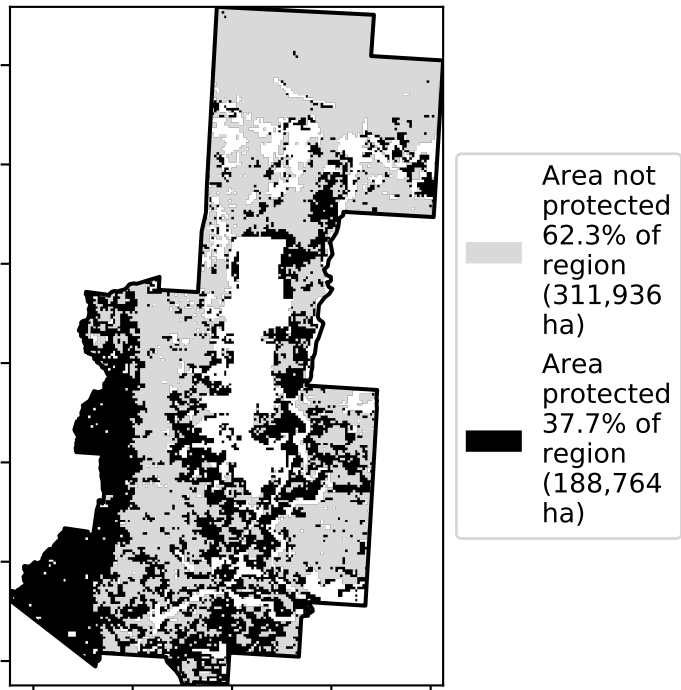 Area not
protected
62.3% of
region
(311,936
ha)
Area
protected
37.7% of
region
(188,764
ha)